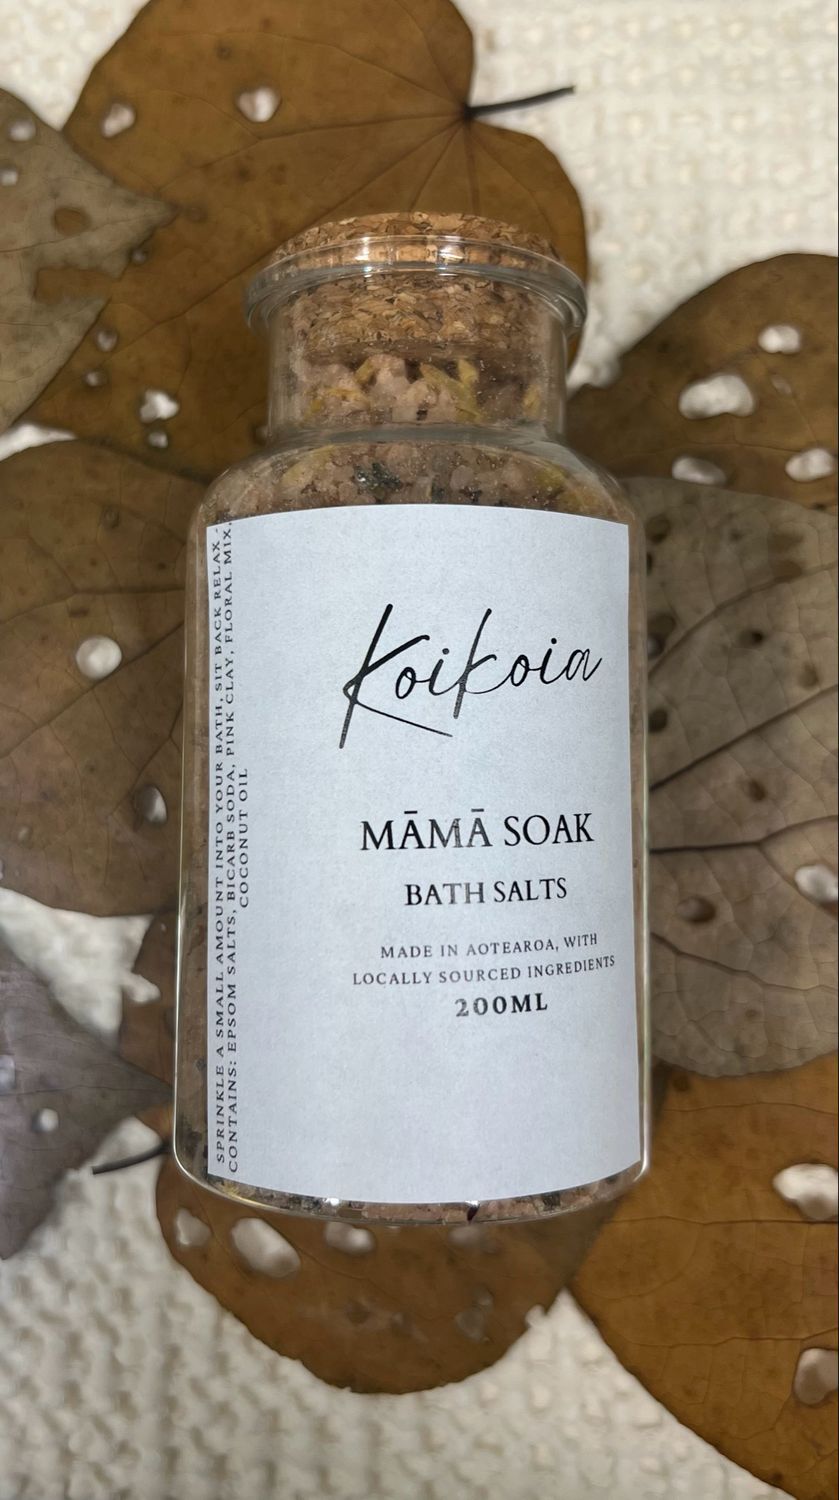 Koikoia
MĀMĀ SOAK
BATH SALTS
MADE IN AOTEAROA, WITH
LOCALLY SOURCED INGREDIENTS
200ML
SPRINKLE A SMALL AMOUNT INTO YOUR BATH, SIT BACK RELAX -
CONTAINS: EPSOM SALTS, BICARB SODA, PINK CLAY, FLORAL MIX,
COCONUT OIL